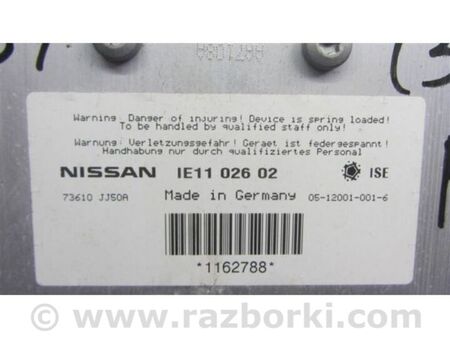 Warning, Danger of injuring! Device is spring loaded!
To be handled by qualified staff only!
Warnung: Verletzungsgefahr! Geraet ist federgespannt!
Handhabung nur durch qualifiziertes Personal
NISSAN IE11 026 02 ISE
73610 JJ50A Made in Germany 05-12001-001-6
*1162788*
© www.razborki.com